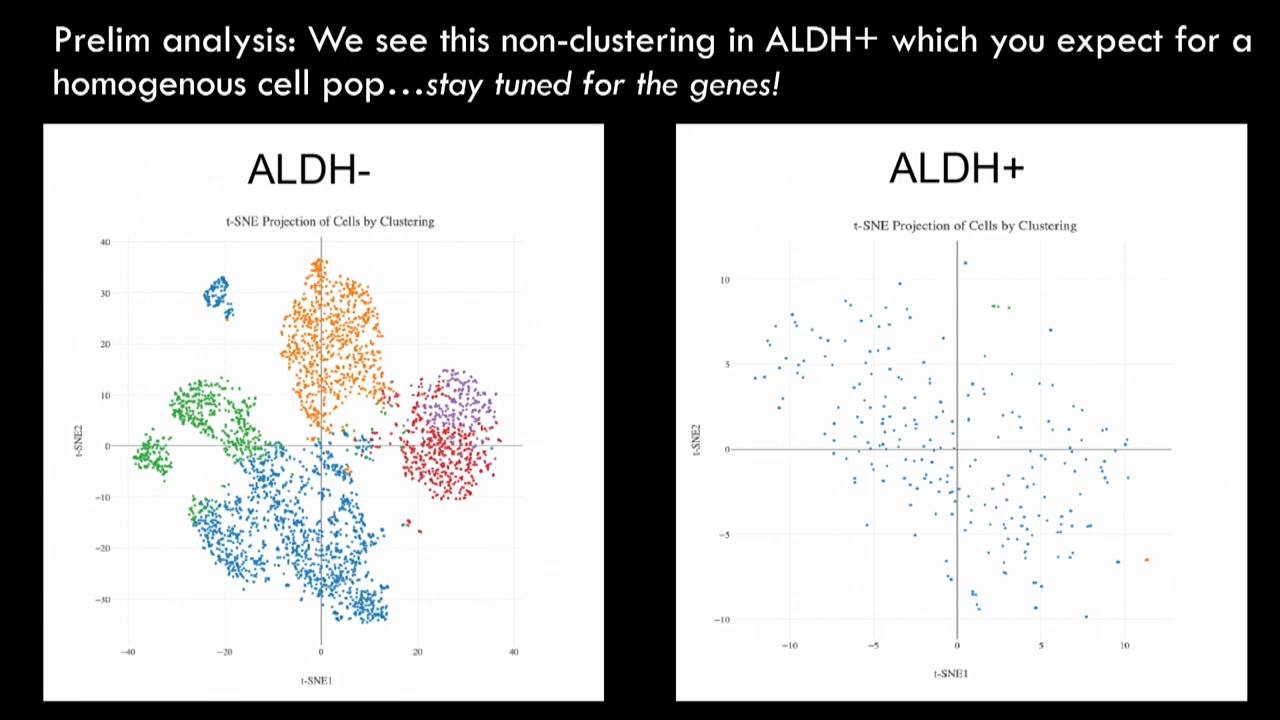 Prelim analysis: We see this non-clustering in ALDH+ which you expect for a
homogenous cell pop...stay tuned for the genes!
ALDH-
t-SNE Projection of Cells by Clustering
40
30
20
10
0
−10
−20
−30
t-SNE2
−40
−20
0
20
40
t-SNE1
ALDH+
t-SNE Projection of Cells by Clustering
10
5
0
−5
−10
t-SNE2
−10
−5
0
5
10
t-SNE1